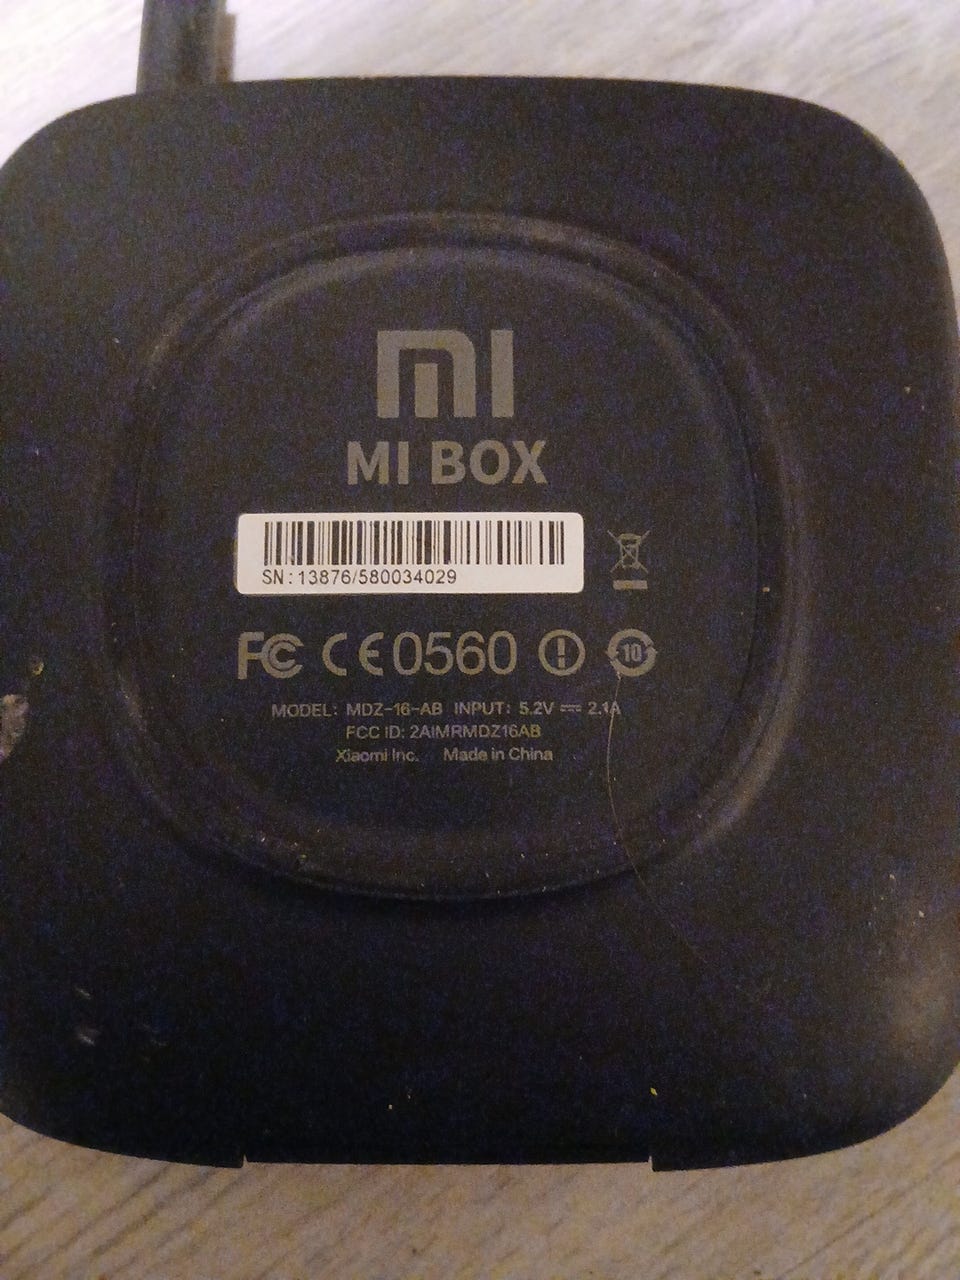 MI
MI BOX
SN:13876/580034029
FC CE0560 10
MODEL: MDZ-16-AB INPUT: 5.2V ⎓ 2.1A
FCC ID: 2AIMRMDZ16AB
Xiaomi Inc. Made in China